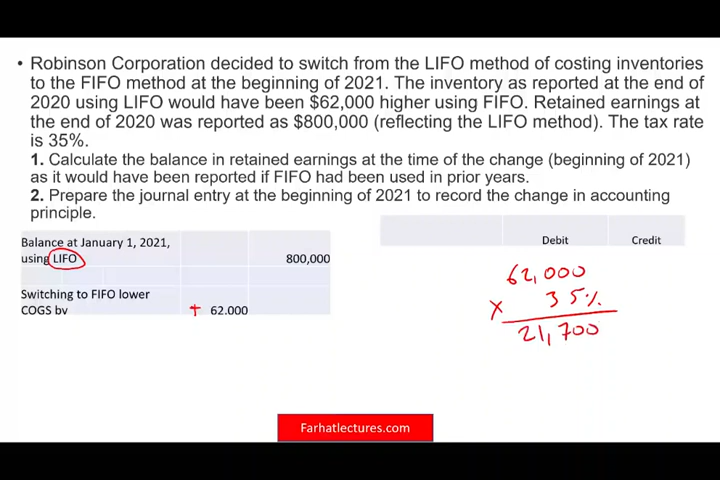 • Robinson Corporation decided to switch from the LIFO method of costing inventories
to the FIFO method at the beginning of 2021. The inventory as reported at the end of
2020 using LIFO would have been $62,000 higher using FIFO. Retained earnings at
the end of 2020 was reported as $800,000 (reflecting the LIFO method). The tax rate
is 35%.
1. Calculate the balance in retained earnings at the time of the change (beginning of 2021)
as it would have been reported if FIFO had been used in prior years.
2. Prepare the journal entry at the beginning of 2021 to record the change in accounting
principle.
Balance at January 1, 2021,
using LIFO 800,000
Switching to FIFO lower
COGS by + 62.000
Debit Credit
62,000
x 35%
21,700
Farhatlectures.com